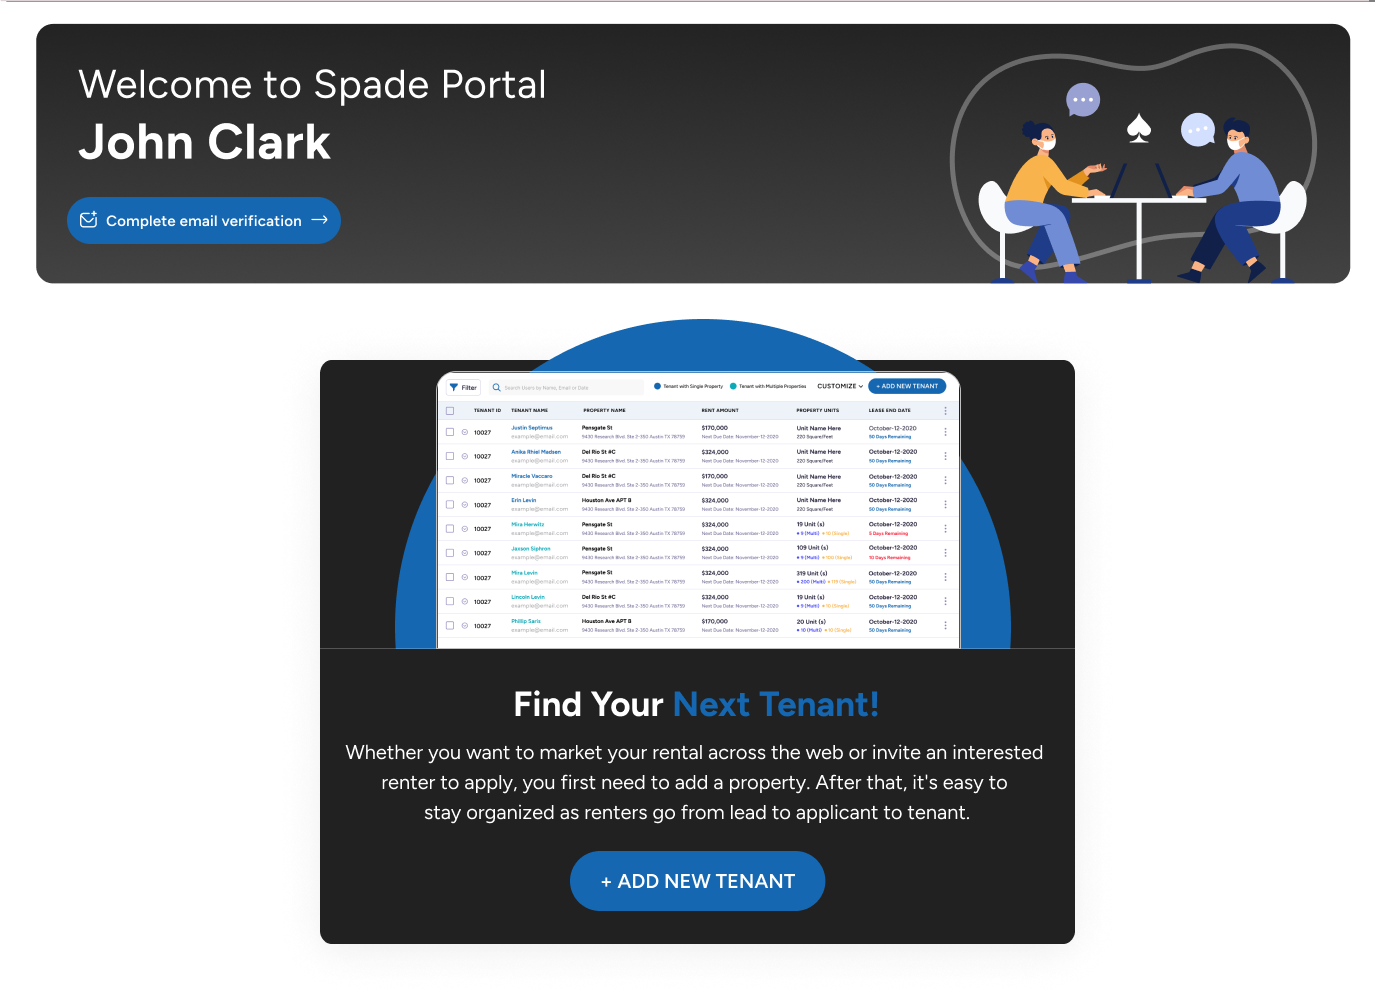 Welcome to Spade Portal
John Clark
Complete email verification
Filter
Search Users by Name, Email or Date
Tenant with Single Property
Tenant with Multiple Properties
CUSTOMIZE
+ ADD NEW TENANT
TENANT ID TENANT NAME PROPERTY NAME RENT AMOUNT PROPERTY UNITS LEASE END DATE
10027 Justin Septimus Pensgate St $170,000 Unit Name Here October-12-2020
example@email.com 9430 Research Blvd. Ste 2-350 Austin TX 78759 Next Due Date: November-12-2020 220 Square/Feet 50 Days Remaining
10027 Anika Rhiel Madsen Del Rio St #C $324,000 Unit Name Here October-12-2020
example@email.com 9430 Research Blvd. Ste 2-350 Austin TX 78759 Next Due Date: November-12-2020 220 Square/Feet 50 Days Remaining
10027 Miracle Vaccaro Del Rio St #C $170,000 Unit Name Here October-12-2020
example@email.com 9430 Research Blvd. Ste 2-350 Austin TX 78759 Next Due Date: November-12-2020 220 Square/Feet 50 Days Remaining
10027 Erin Levin Houston Ave APT B $324,000 Unit Name Here October-12-2020
example@email.com 9430 Research Blvd. Ste 2-350 Austin TX 78759 Next Due Date: November-12-2020 220 Square/Feet 50 Days Remaining
10027 Mira Herwitz Pensgate St $324,000 19 Unit (s) October-12-2020
example@email.com 9430 Research Blvd. Ste 2-350 Austin TX 78759 Next Due Date: November-12-2020 9 (Multi) 10 (Single) 5 Days Remaining
10027 Jaxson Siphron Pensgate St $324,000 109 Unit (s) October-12-2020
example@email.com 9430 Research Blvd. Ste 2-350 Austin TX 78759 Next Due Date: November-12-2020 9 (Multi) 100 (Single) 10 Days Remaining
10027 Mira Levin Pensgate St $324,000 319 Unit (s) October-12-2020
example@email.com 9430 Research Blvd. Ste 2-350 Austin TX 78759 Next Due Date: November-12-2020 200 (Multi) 119 (Single) 50 Days Remaining
10027 Lincoln Levin Del Rio St #C $324,000 19 Unit (s) October-12-2020
example@email.com 9430 Research Blvd. Ste 2-350 Austin TX 78759 Next Due Date: November-12-2020 9 (Multi) 10 (Single) 50 Days Remaining
10027 Phillip Saris Houston Ave APT B $170,000 20 Unit (s) October-12-2020
example@email.com 9430 Research Blvd. Ste 2-350 Austin TX 78759 Next Due Date: November-12-2020 10 (Multi) 10 (Single) 50 Days Remaining
Find Your Next Tenant!
Whether you want to market your rental across the web or invite an interested
renter to apply, you first need to add a property. After that, it's easy to
stay organized as renters go from lead to applicant to tenant.
+ ADD NEW TENANT